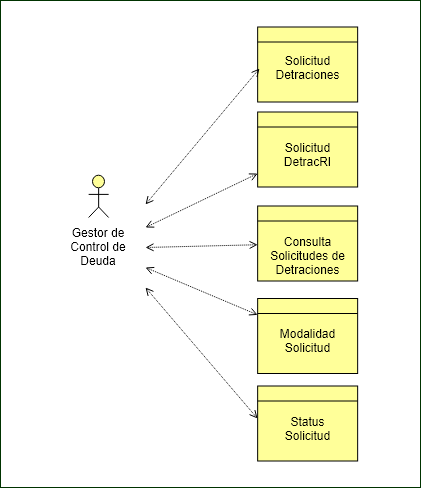 Solicitud
Detraciones
Solicitud
DetracRI
Gestor de
Control de
Deuda
Consulta
Solicitudes de
Detraciones
Modalidad
Solicitud
Status
Solicitud